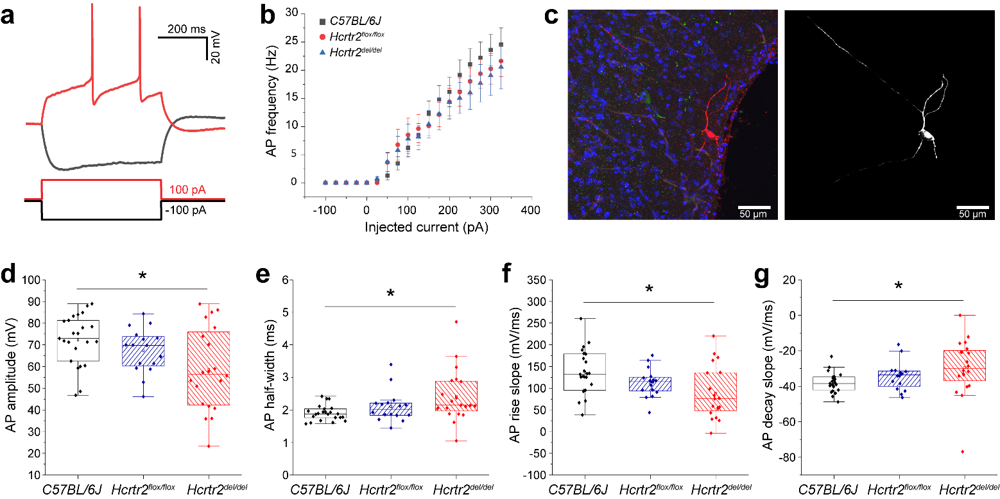 a
200 ms
20 mV
100 pA
-100 pA
b
C57BL/6J
Hcrtr2flox/flox
Hcrtr2del/del
AP frequency (Hz)
30
25
20
15
10
5
0
-100 0 100 200 300 400
Injected current (pA)
c
50 µm
50 µm
d
*
AP amplitude (mV)
100
90
80
70
60
50
40
30
20
10
C57BL/6J Hcrtr2flox/flox Hcrtr2del/del
e
*
AP half-width (ms)
6
5
4
3
2
1
0
C57BL/6J Hcrtr2flox/flox Hcrtr2del/del
f
*
AP rise slope (mV/ms)
350
300
250
200
150
100
50
0
-50
-100
C57BL/6J Hcrtr2flox/flox Hcrtr2del/del
g
*
AP decay slope (mV/ms)
20
0
-20
-40
-60
-80
C57BL/6J Hcrtr2flox/flox Hcrtr2del/del